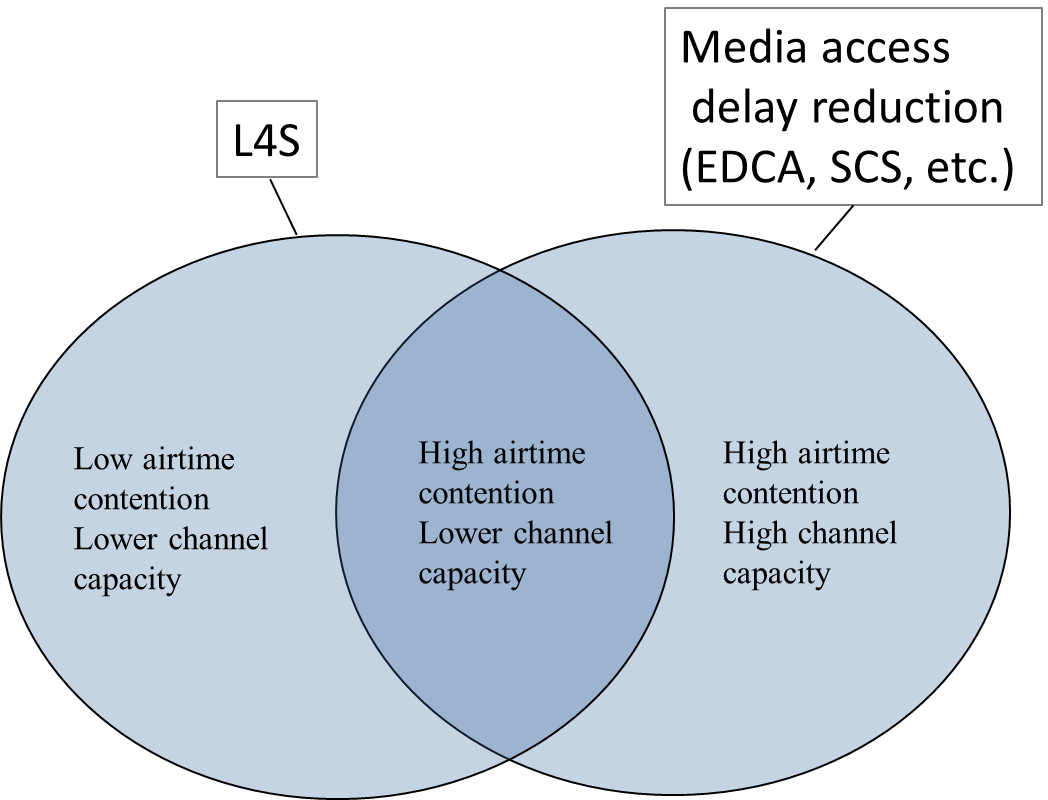 L4S
Media access
delay reduction
(EDCA, SCS, etc.)
Low airtime
contention
Lower channel
capacity
High airtime
contention
Lower channel
capacity
High airtime
contention
High channel
capacity